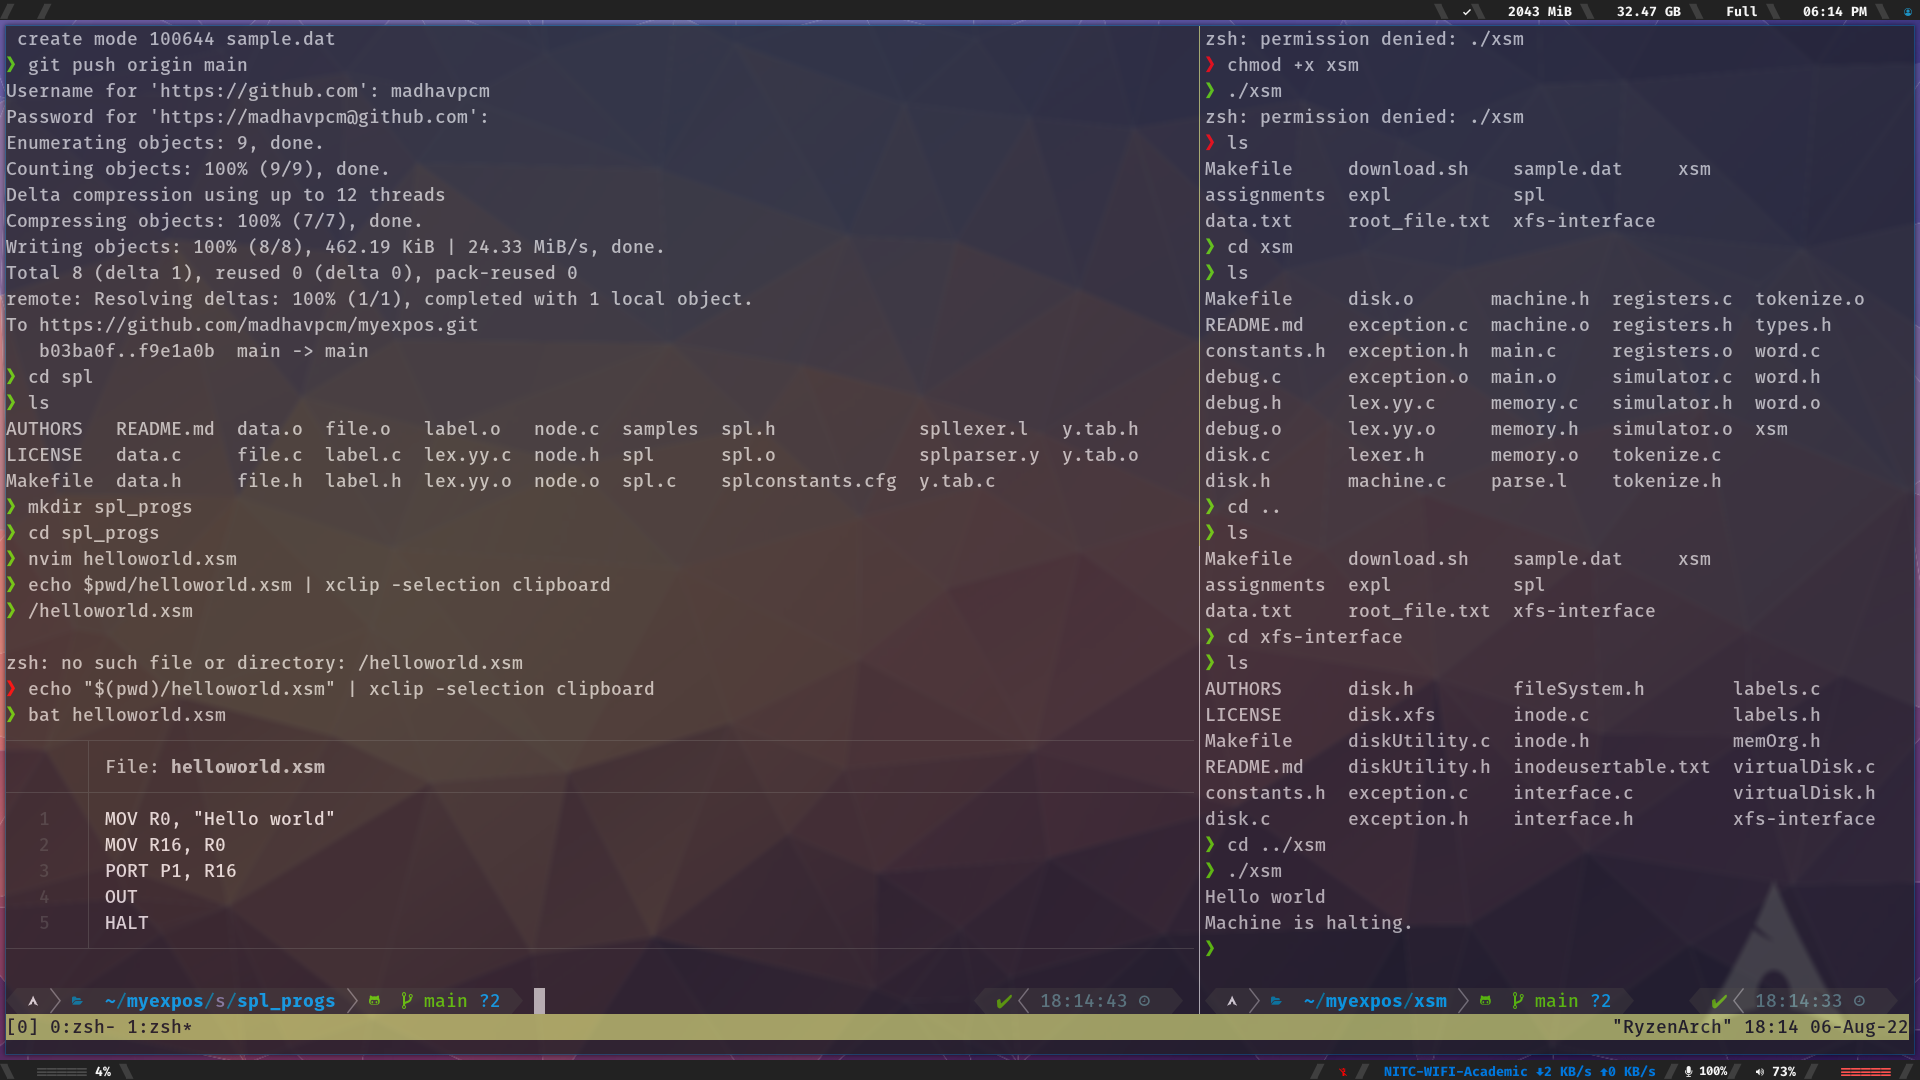 2043 MiB 32.47 GB Full 06:14 PM
create mode 100644 sample.dat
❯ git push origin main
Username for 'https://github.com': madhavpcm
Password for 'https://madhavpcm@github.com':
Enumerating objects: 9, done.
Counting objects: 100% (9/9), done.
Delta compression using up to 12 threads
Compressing objects: 100% (7/7), done.
Writing objects: 100% (8/8), 462.19 KiB | 24.33 MiB/s, done.
Total 8 (delta 1), reused 0 (delta 0), pack-reused 0
remote: Resolving deltas: 100% (1/1), completed with 1 local object.
To https://github.com/madhavpcm/myexpos.git
b03ba0f..f9e1a0b  main -> main
❯ cd spl
❯ ls
AUTHORS README.md data.o file.o label.o node.c samples spl.h spllexer.l y.tab.h
LICENSE data.c file.c label.c lex.yy.c node.h spl spl.o splparser.y y.tab.o
Makefile data.h file.h label.h lex.yy.o node.o spl.c splconstants.cfg y.tab.c
❯ mkdir spl_progs
❯ cd spl_progs
❯ nvim helloworld.xsm
❯ echo $pwd/helloworld.xsm | xclip -selection clipboard
❯ /helloworld.xsm
zsh: no such file or directory: /helloworld.xsm
❯ echo "$(pwd)/helloworld.xsm" | xclip -selection clipboard
❯ bat helloworld.xsm
File: helloworld.xsm
1 MOV R0, "Hello world"
2 MOV R16, R0
3 PORT P1, R16
4 OUT
5 HALT
~/myexpos/s/spl_progs main ?2 ✔ 18:14:43
zsh: permission denied: ./xsm
❯ chmod +x xsm
❯ ./xsm
zsh: permission denied: ./xsm
❯ ls
Makefile download.sh sample.dat xsm
assignments expl spl
data.txt root_file.txt xfs-interface
❯ cd xsm
❯ ls
Makefile disk.o machine.h registers.c tokenize.o
README.md exception.c machine.o registers.h types.h
constants.h exception.h main.c registers.o word.c
debug.c exception.o main.o simulator.c word.h
debug.h lex.yy.c memory.c simulator.h word.o
debug.o lex.yy.o memory.h simulator.o xsm
disk.c lexer.h memory.o tokenize.c
disk.h machine.c parse.l tokenize.h
❯ cd ..
❯ ls
Makefile download.sh sample.dat xsm
assignments expl spl
data.txt root_file.txt xfs-interface
❯ cd xfs-interface
❯ ls
AUTHORS disk.h fileSystem.h labels.c
LICENSE disk.xfs inode.c labels.h
Makefile diskUtility.c inode.h memOrg.h
README.md diskUtility.h inodeusertable.txt virtualDisk.c
constants.h exception.c interface.c virtualDisk.h
disk.c exception.h interface.h xfs-interface
❯ cd ../xsm
❯ ./xsm
Hello world
Machine is halting.
❯
~/myexpos/xsm main ?2 ✔ 18:14:33
[0] 0:zsh- 1:zsh* "RyzenArch" 18:14 06-Aug-22
4% NITC-WIFI-Academic ⬇2 KB/s ⬆0 KB/s 100% 73%